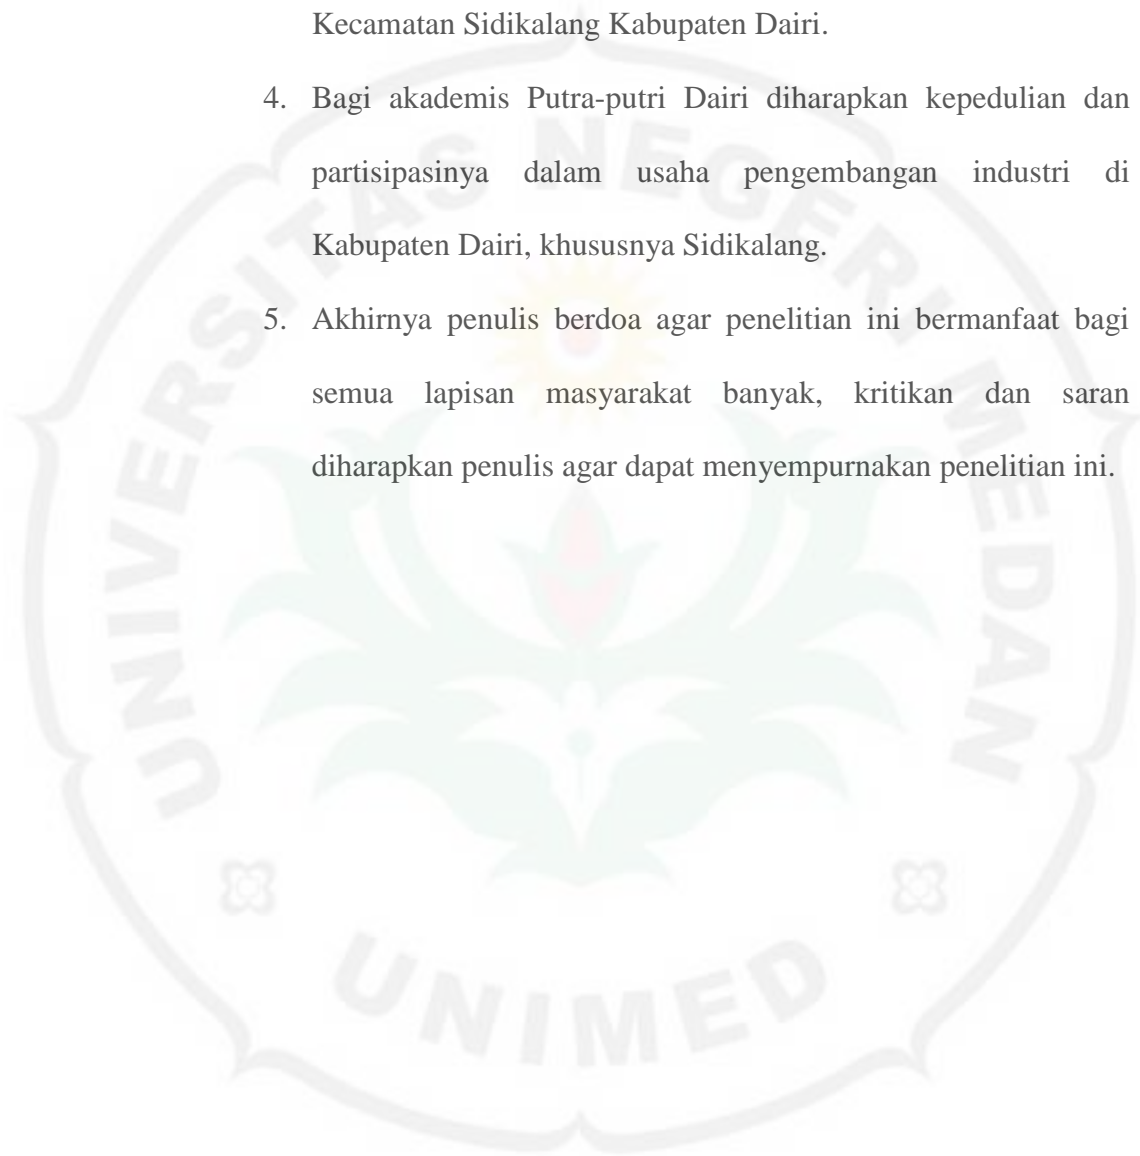 Kecamatan Sidikalang Kabupaten Dairi.
4. Bagi akademis Putra-putri Dairi diharapkan kepedulian dan
partisipasinya dalam usaha pengembangan industri di
Kabupaten Dairi, khususnya Sidikalang.
5. Akhirnya penulis berdoa agar penelitian ini bermanfaat bagi
semua lapisan masyarakat banyak, kritikan dan saran
diharapkan penulis agar dapat menyempurnakan penelitian ini.
UNIVERSITAS NEGERI MEDAN
UNIMED